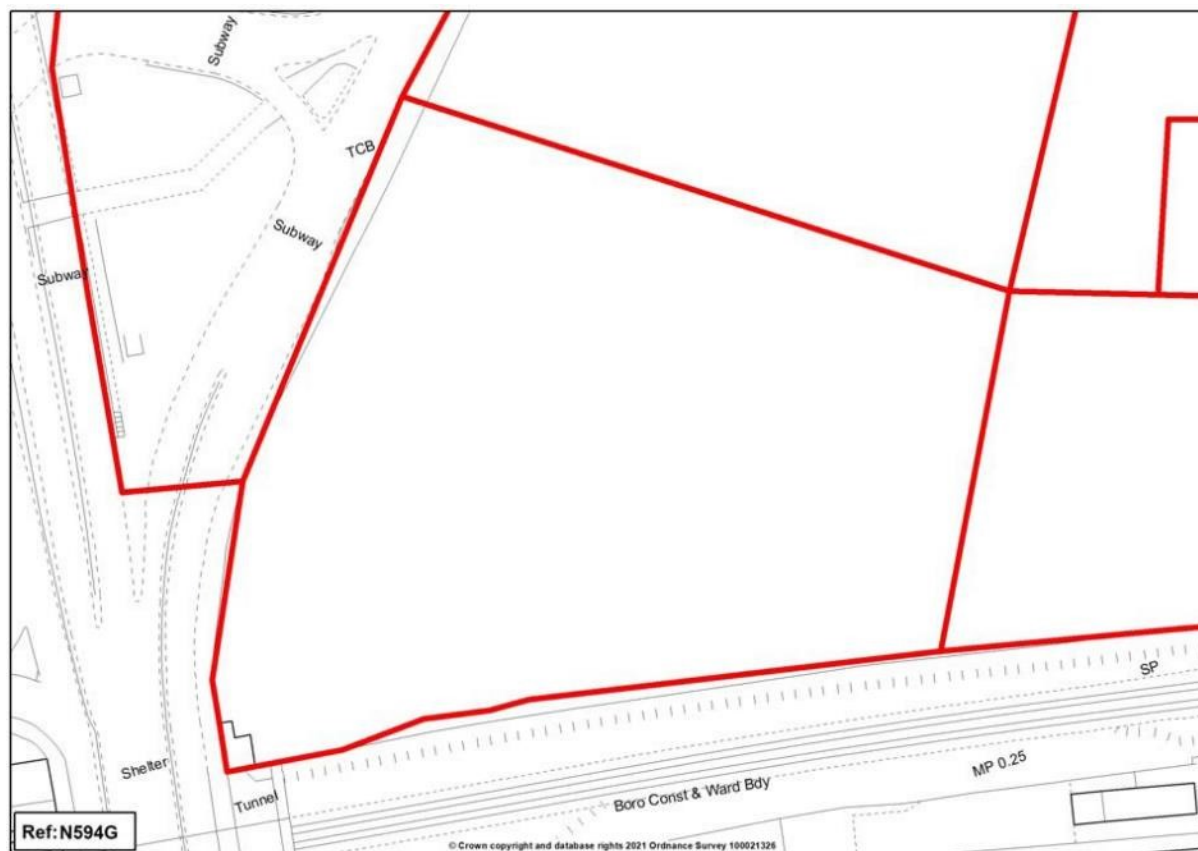 Subway
TCB
Subway
Subway
SP
MP 0.25
Shelter
Boro Const & Ward Bdy
Tunnel
Ref:N594G
© Crown copyright and database rights 2021 Ordnance Survey 100021326